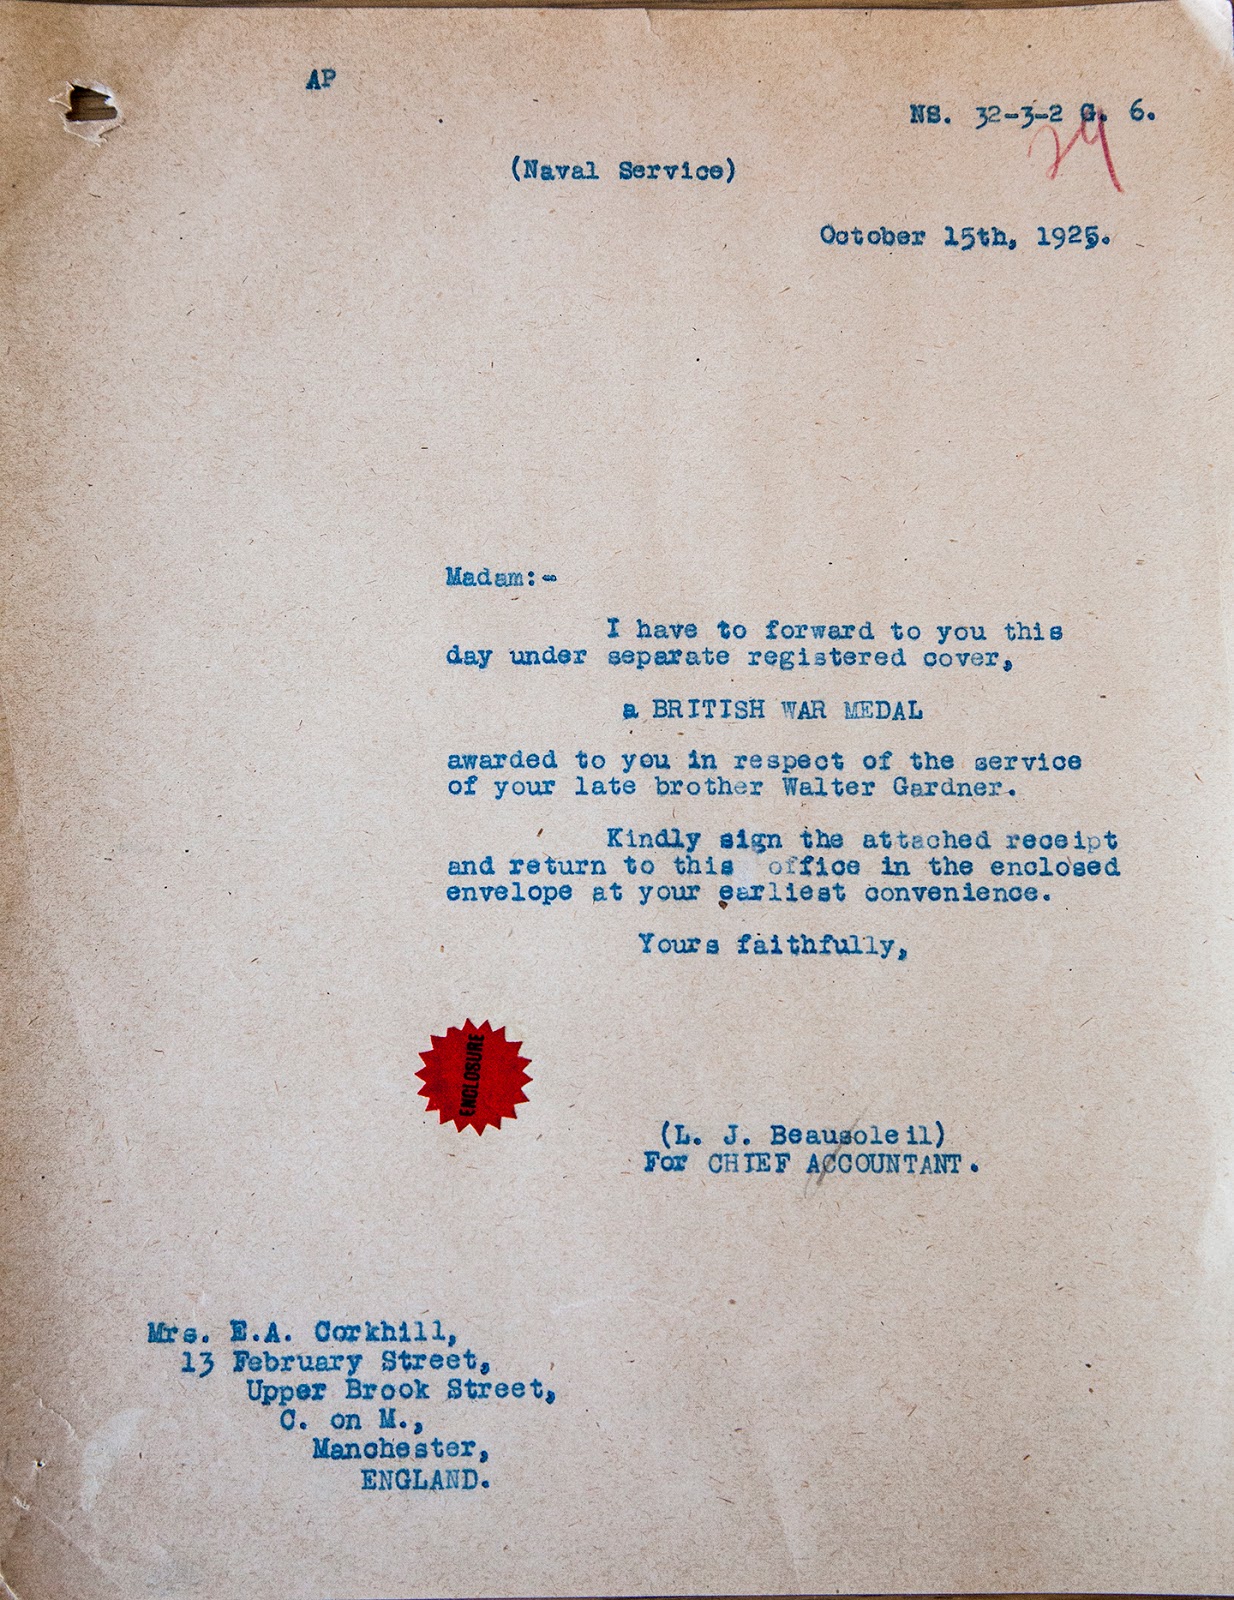 AP
NS. 32-3-2 G. 6.
24
(Naval Service)
October 15th, 1925.
Madam:-
I have to forward to you this
day under separate registered cover,
a BRITISH WAR MEDAL
awarded to you in respect of the service
of your late brother Walter Gardner.
Kindly sign the attached receipt
and return to this office in the enclosed
envelope at your earliest convenience.
Yours faithfully,
ENCLOSURE
(L. J. Beausoleil)
For CHIEF ACCOUNTANT.
Mrs. E.A. Corkhill,
13 February Street,
Upper Brook Street,
C. on M.,
Manchester,
ENGLAND.